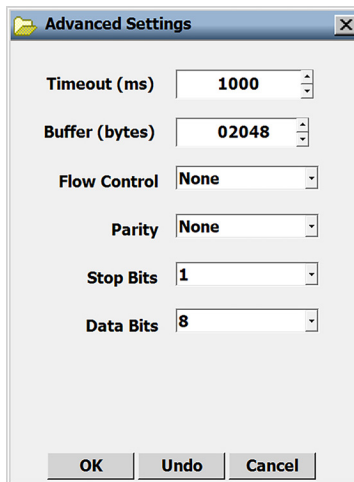 Advanced Settings
Timeout (ms) 1000
Buffer (bytes) 02048
Flow Control None
Parity None
Stop Bits 1
Data Bits 8
OK Undo Cancel